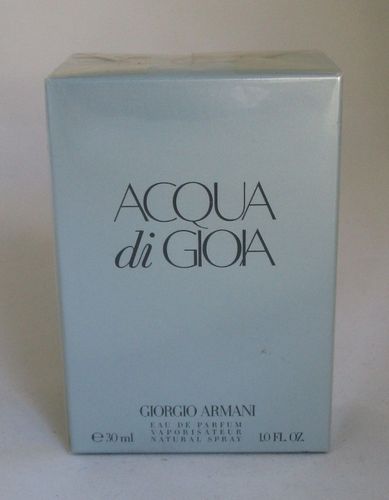 ACQUA
di GIOIA
GIORGIO ARMANI
EAU DE PARFUM
VAPORISATEUR
℮ 30 ml NATURAL SPRAY 1.0 FL. OZ.